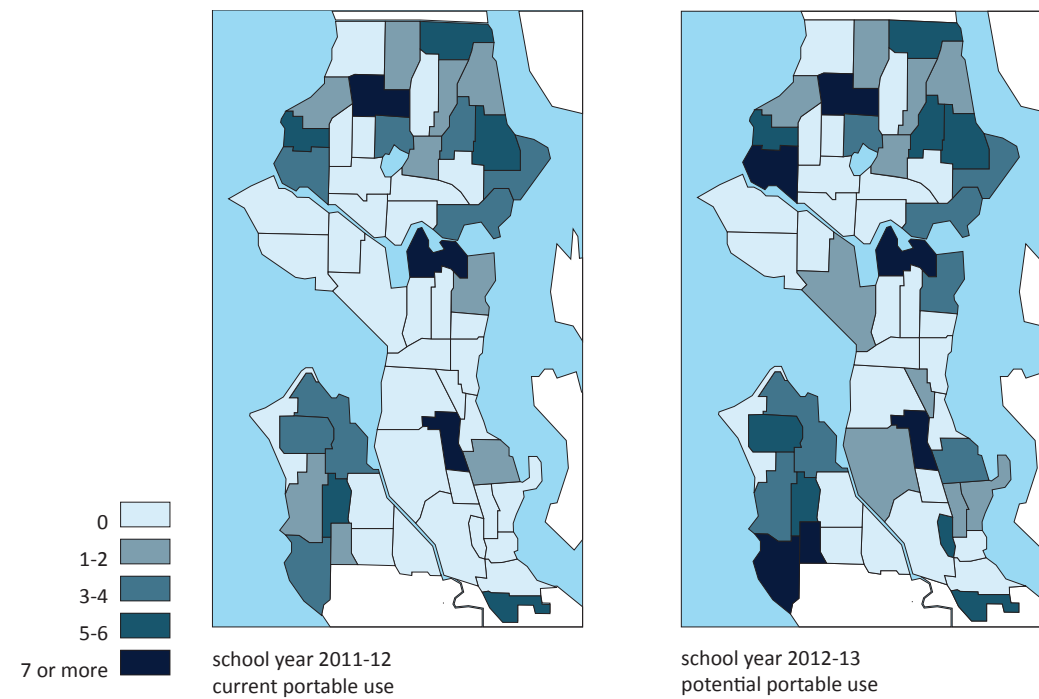 0
1-2
3-4
5-6
7 or more
school year 2011-12
current portable use
school year 2012-13
potential portable use